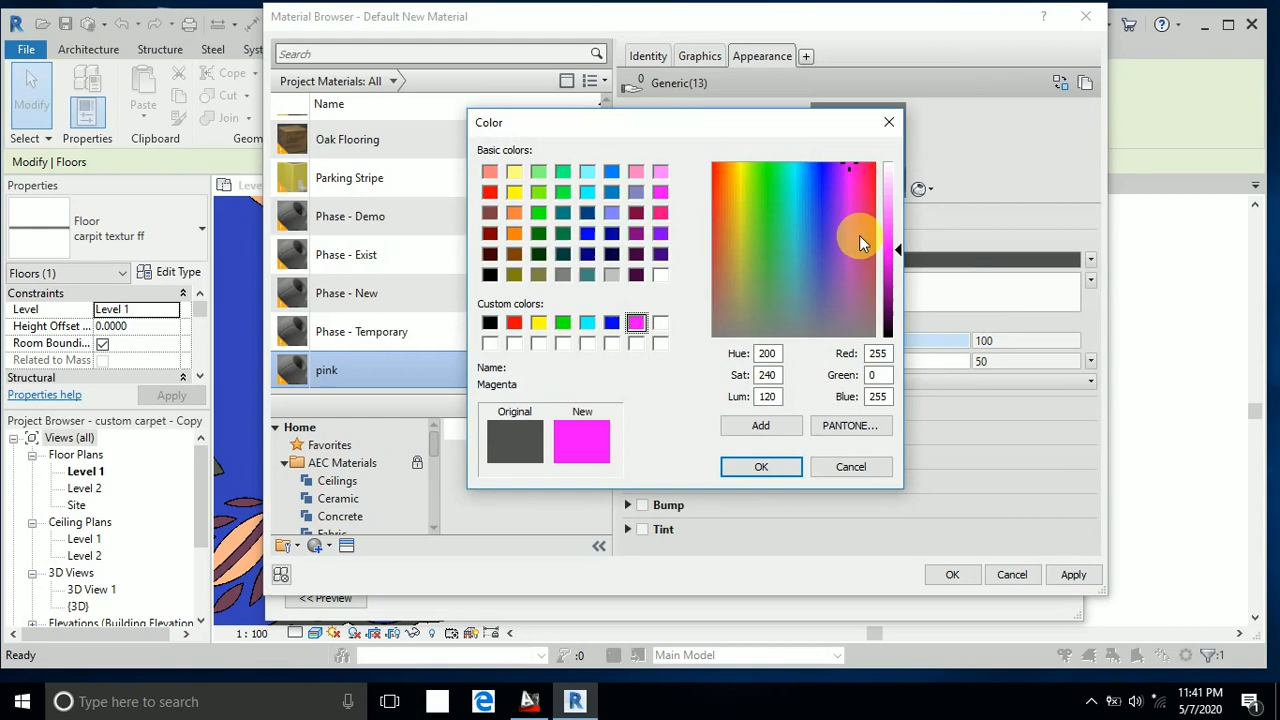 Material Browser - Default New Material
File
Architecture
Structure
Steel
Modify
Select
Properties
Paste
Cope
Cut
Join
Geom
Search
Project Materials: All
Name
Oak Flooring
Parking Stripe
Phase - Demo
Phase - Exist
Phase - New
Phase - Temporary
pink
Identity
Graphics
Appearance
0
Generic(13)
Modify | Floors
Properties
Floor
carpit textur ff
Floors (1)
Edit Type
Constraints
Level
Level 1
Height Offset ...
0.0000
Room Boundi...
Related to Mass
Structural
Properties help
Apply
Project Browser - custom carpet - Copy
Views (all)
Floor Plans
Level 1
Level 2
Site
Ceiling Plans
Level 1
Level 2
3D Views
3D View 1
{3D}
Elevations (Building Elevation
Home
Favorites
AEC Materials
Ceilings
Ceramic
Concrete
Fabric
Color
Basic colors:
Custom colors:
Name:
Magenta
Original
New
Hue: 200
Sat: 240
Lum: 120
Red: 255
Green: 0
Blue: 255
Add
PANTONE...
OK
Cancel
100
50
Bump
Tint
OK
Cancel
Apply
<< Preview
1 : 100
Ready
:0
Main Model
:1
Type here to search
11:41 PM
5/7/2020